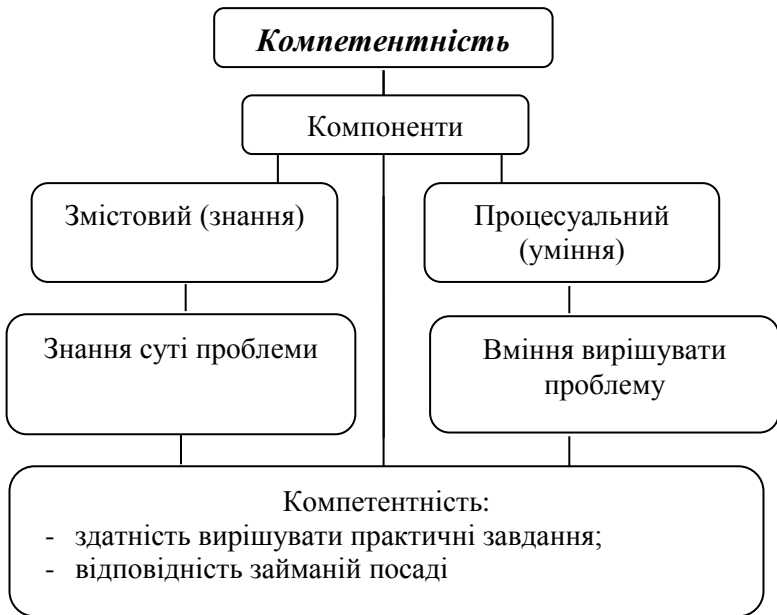 Компетентність
Компоненти
Змістовий (знання)
Процесуальний
(уміння)
Знання суті проблеми
Вміння вирішувати
проблему
Компетентність:
- здатність вирішувати практичні завдання;
- відповідність займаній посаді